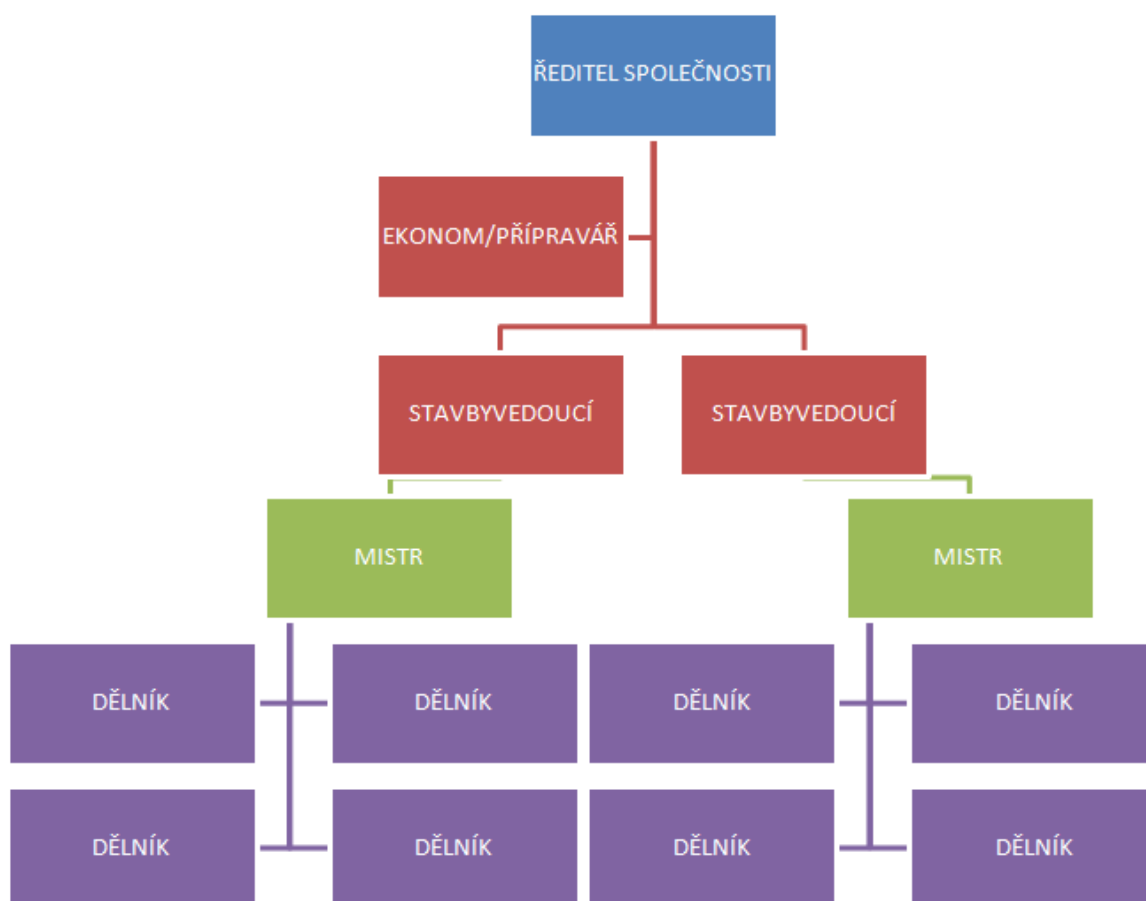 ŘEDITEL SPOLEČNOSTI
EKONOM/PŘÍPRAVÁŘ
STAVBYVEDOUCÍ
STAVBYVEDOUCÍ
MISTR
MISTR
DĚLNÍK
DĚLNÍK
DĚLNÍK
DĚLNÍK
DĚLNÍK
DĚLNÍK
DĚLNÍK
DĚLNÍK